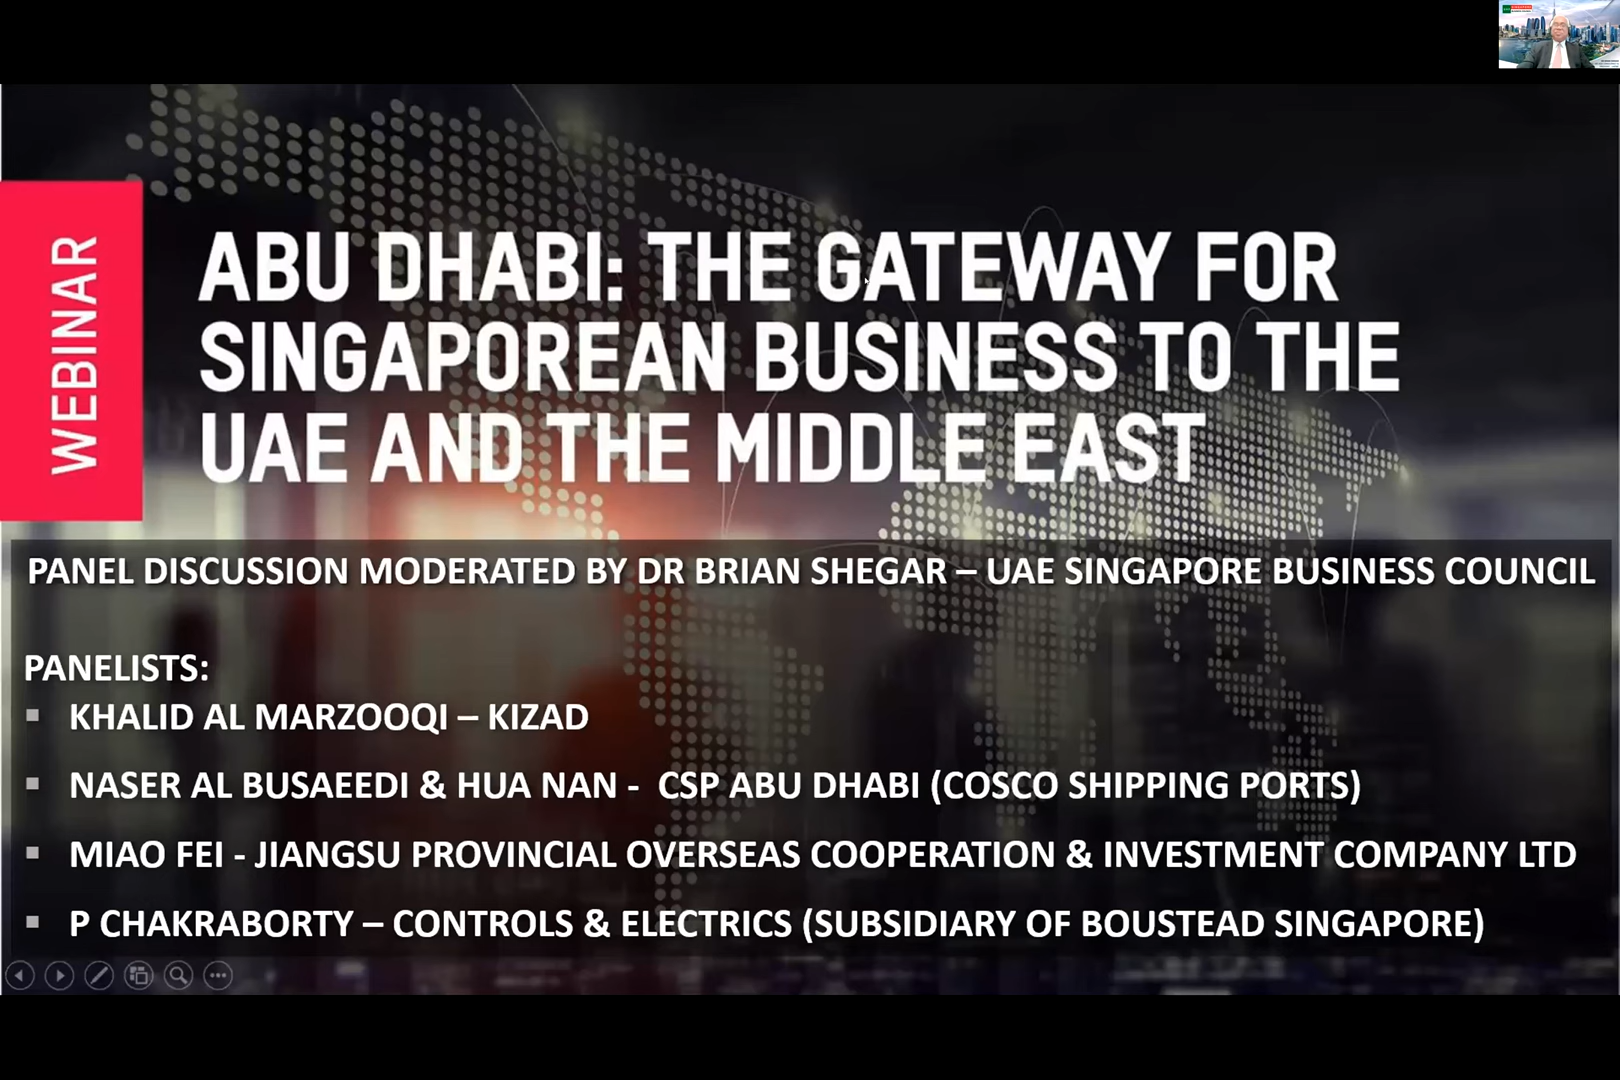 WEBINAR
ABU DHABI: THE GATEWAY FOR
SINGAPOREAN BUSINESS TO THE
UAE AND THE MIDDLE EAST
PANEL DISCUSSION MODERATED BY DR BRIAN SHEGAR – UAE SINGAPORE BUSINESS COUNCIL
PANELISTS:
▪ KHALID AL MARZOOQI – KIZAD
▪ NASER AL BUSAEEDI & HUA NAN - CSP ABU DHABI (COSCO SHIPPING PORTS)
▪ MIAO FEI - JIANGSU PROVINCIAL OVERSEAS COOPERATION & INVESTMENT COMPANY LTD
▪ P CHAKRABORTY – CONTROLS & ELECTRICS (SUBSIDIARY OF BOUSTEAD SINGAPORE)